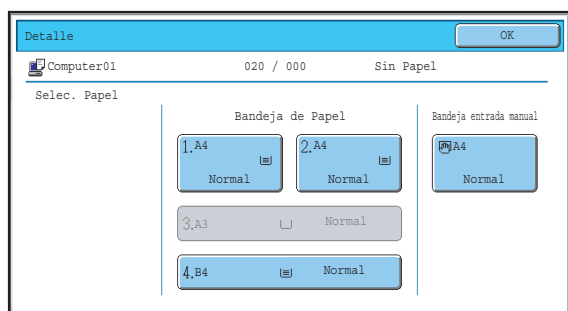 Detalle
OK
Computer01 020 / 000 Sin Papel
Selec. Papel
Bandeja de Papel
Bandeja entrada manual
1.A4
Normal
2.A4
Normal
A4
Normal
3.A3 Normal
4.B4 Normal